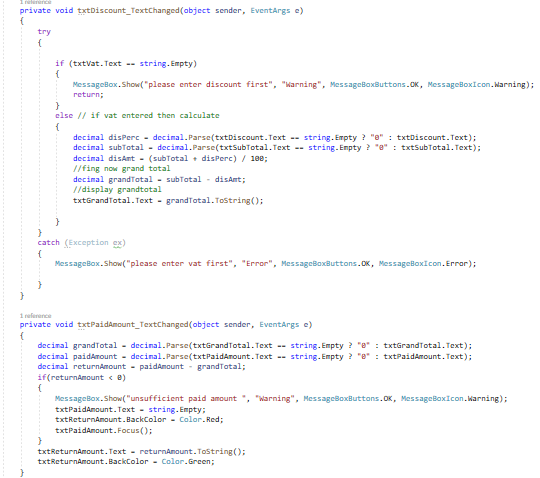 1 reference
private void txtDiscount_TextChanged(object sender, EventArgs e)
{
try
{
if (txtVat.Text == string.Empty)
{
MessageBox.Show("please enter discount first", "Warning", MessageBoxButtons.OK, MessageBoxIcon.Warning);
return;
}
else // if vat entered then calculate
{
decimal disPerc = decimal.Parse(txtDiscount.Text == string.Empty ? "0" : txtDiscount.Text);
decimal subTotal = decimal.Parse(txtSubTotal.Text == string.Empty ? "0" : txtSubTotal.Text);
decimal disAmt = (subTotal * disPerc) / 100;
//fing now grand total
decimal grandTotal = subTotal - disAmt;
//display grandtotal
txtGrandTotal.Text = grandTotal.ToString();
}
}
catch (Exception ex)
{
MessageBox.Show("please enter vat first", "Error", MessageBoxButtons.OK, MessageBoxIcon.Error);
}
}
1 reference
private void txtPaidAmount_TextChanged(object sender, EventArgs e)
{
decimal grandTotal = decimal.Parse(txtGrandTotal.Text == string.Empty ? "0" : txtGrandTotal.Text);
decimal paidAmount = decimal.Parse(txtPaidAmount.Text == string.Empty ? "0" : txtPaidAmount.Text);
decimal returnAmount = paidAmount - grandTotal;
if(returnAmount < 0)
{
MessageBox.Show("unsufficient paid amount ", "Warning", MessageBoxButtons.OK, MessageBoxIcon.Warning);
txtPaidAmount.Text = string.Empty;
txtReturnAmount.BackColor = Color.Red;
txtPaidAmount.Focus();
}
txtReturnAmount.Text = returnAmount.ToString();
txtReturnAmount.BackColor = Color.Green;
}